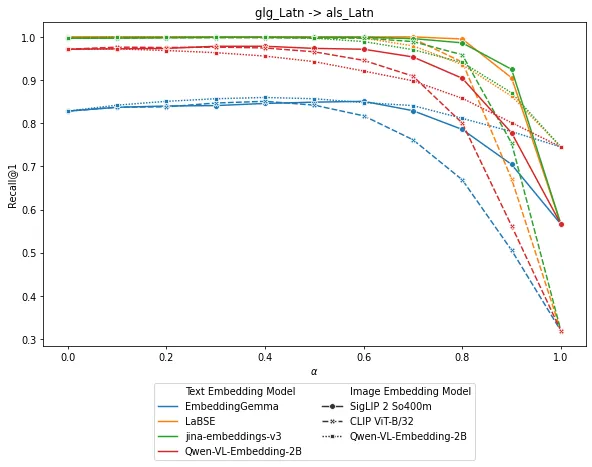 glg_Latn -> als_Latn
1.0
0.9
0.8
0.7
0.6
0.5
0.4
0.3
Recall@1
0.0 0.2 0.4 0.6 0.8 1.0
α
Text Embedding Model
EmbeddingGemma
LaBSE
jina-embeddings-v3
Qwen-VL-Embedding-2B
Image Embedding Model
SigLIP 2 So400m
CLIP ViT-B/32
Qwen-VL-Embedding-2B